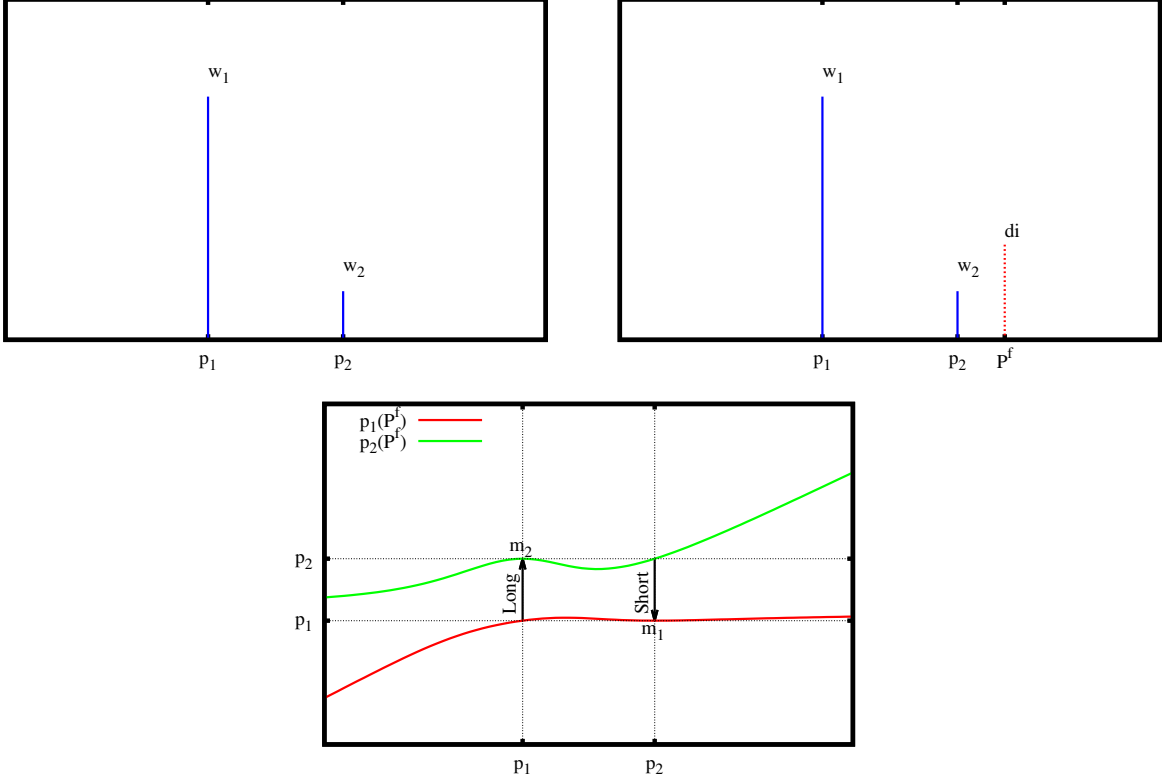 w₁
w₂
p₁ p₂
w₁
di
w₂
p₁ p₂ Pᶠ
p₁(Pᶠ)
p₂(Pᶠ)
p₂
m₂
Long
Short
p₁
m₁
p₁ p₂